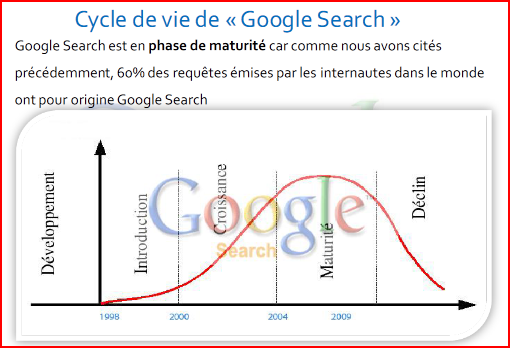 Cycle de vie de « Google Search »
Google Search est en phase de maturité car comme nous avons cités
précédemment, 60% des requêtes émises par les internautes dans le monde
ont pour origine Google Search
Développement
Introduction
Croissance
Maturité
Déclin
Google™
Search
1998
2000
2004
2009